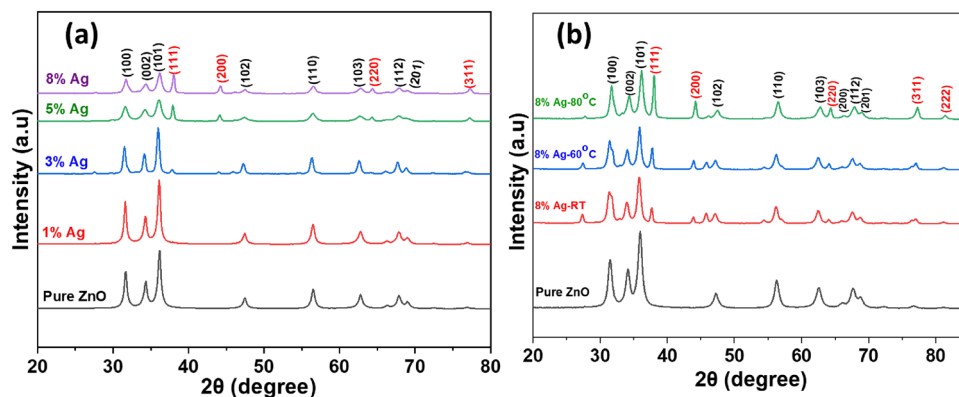 (a)
(100)
(002)
(101)
(111)
(200)
(102)
(110)
(103)
(220)
(112)
(201)
(311)
8% Ag
5% Ag
3% Ag
1% Ag
Pure ZnO
Intensity (a.u)
20 30 40 50 60 70 80
2θ (degree)
(b)
(100)
(002)
(101)
(111)
(200)
(102)
(110)
(103)
(220)
(200)
(112)
(201)
(311)
(222)
8% Ag-80°C
8% Ag-60°C
8% Ag-RT
Pure ZnO
Intensity (a.u)
20 30 40 50 60 70 80
2θ (degree)